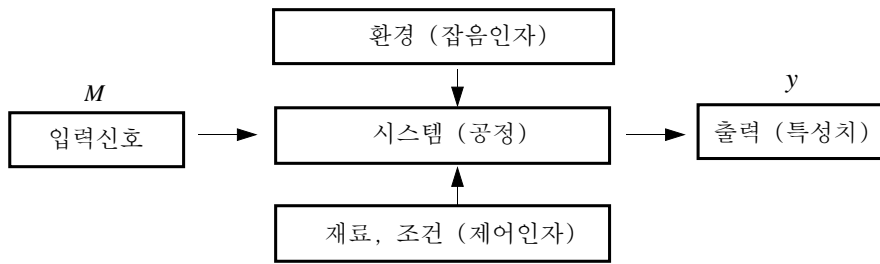 환경 (잡음인자)
M
y
입력신호
시스템 (공정)
출력 (특성치)
재료, 조건 (제어인자)